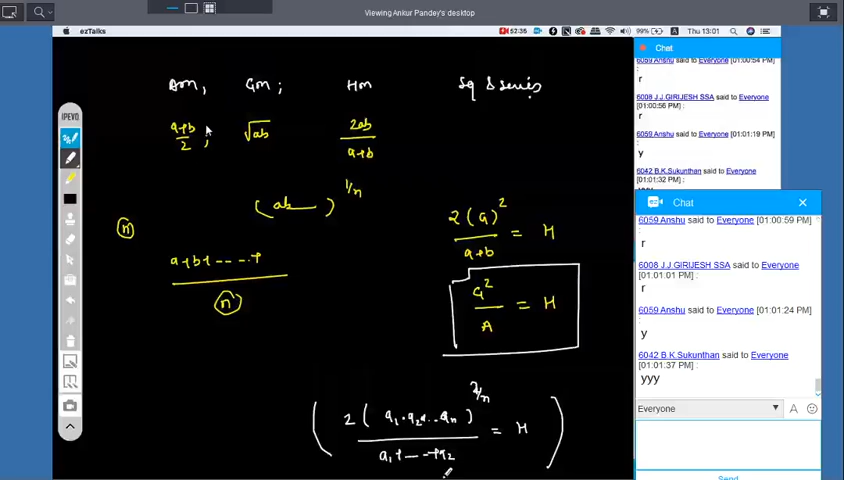 Viewing Ankur Pandey's desktop
ezTalks
52:35
99%
Thu 13:01
IPEVO
Am, Gm; Hm Sq & series
a+b/2 ; √ab 2ab/a+b
(ab )^1/n
n
a+b+-----+
n
2(G)^2/a+b = H
G^2/A = H
2(a1.a2....an)^2/n / a1+---+a2 = H
Chat
6059 Anshu said to Everyone [01:00:54 PM] :
r
6008 J.J.GIRIJESH SSA said to Everyone [01:00:56 PM] :
r
6059 Anshu said to Everyone [01:01:19 PM] :
y
6042 B.K.Sukunthan said to Everyone [01:01:32 PM] :
yyy
Chat
6059 Anshu said to Everyone [01:00:59 PM] :
r
6008 J.J.GIRIJESH SSA said to Everyone [01:01:01 PM] :
r
6059 Anshu said to Everyone [01:01:24 PM] :
y
6042 B.K.Sukunthan said to Everyone [01:01:37 PM] :
yyy
Everyone
A
Send